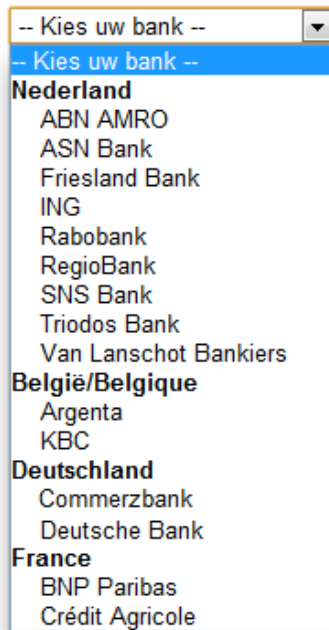 -- Kies uw bank --
-- Kies uw bank --
Nederland
ABN AMRO
ASN Bank
Friesland Bank
ING
Rabobank
RegioBank
SNS Bank
Triodos Bank
Van Lanschot Bankiers
België/Belgique
Argenta
KBC
Deutschland
Commerzbank
Deutsche Bank
France
BNP Paribas
Crédit Agricole